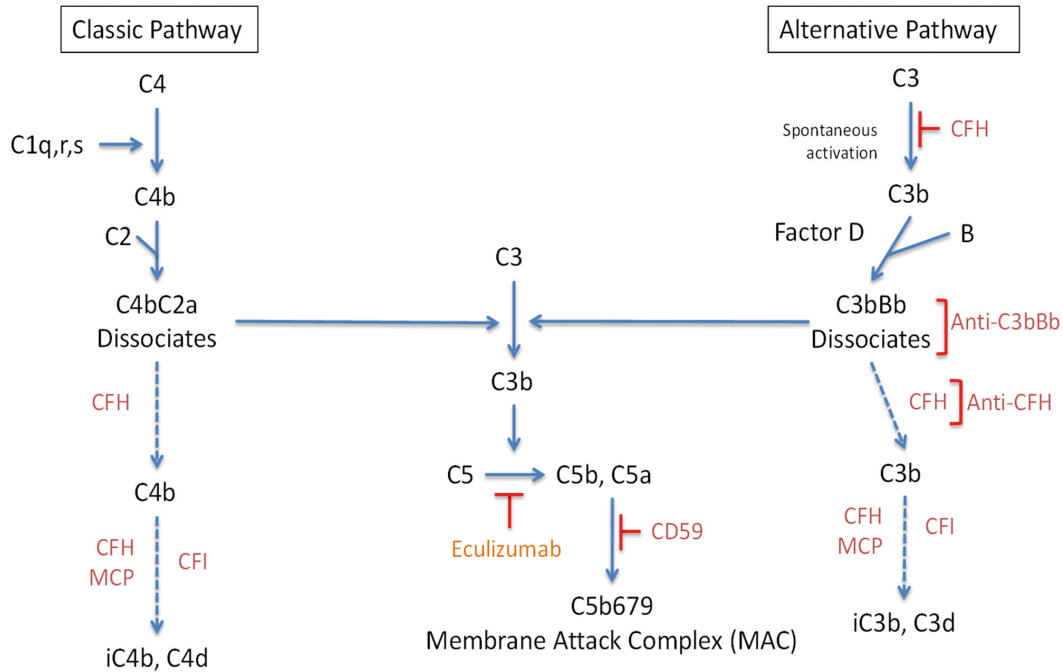 Classic Pathway
C4
C1q,r,s
C4b
C2
C4bC2a
Dissociates
CFH
C4b
CFH
MCP
CFI
iC4b, C4d
C3
C3b
C5
C5b, C5a
Eculizumab
CD59
C5b679
Membrane Attack Complex (MAC)
Alternative Pathway
C3
Spontaneous
activation
CFH
C3b
Factor D
B
C3bBb
Dissociates
Anti-C3bBb
CFH
Anti-CFH
C3b
CFH
MCP
CFI
iC3b, C3d